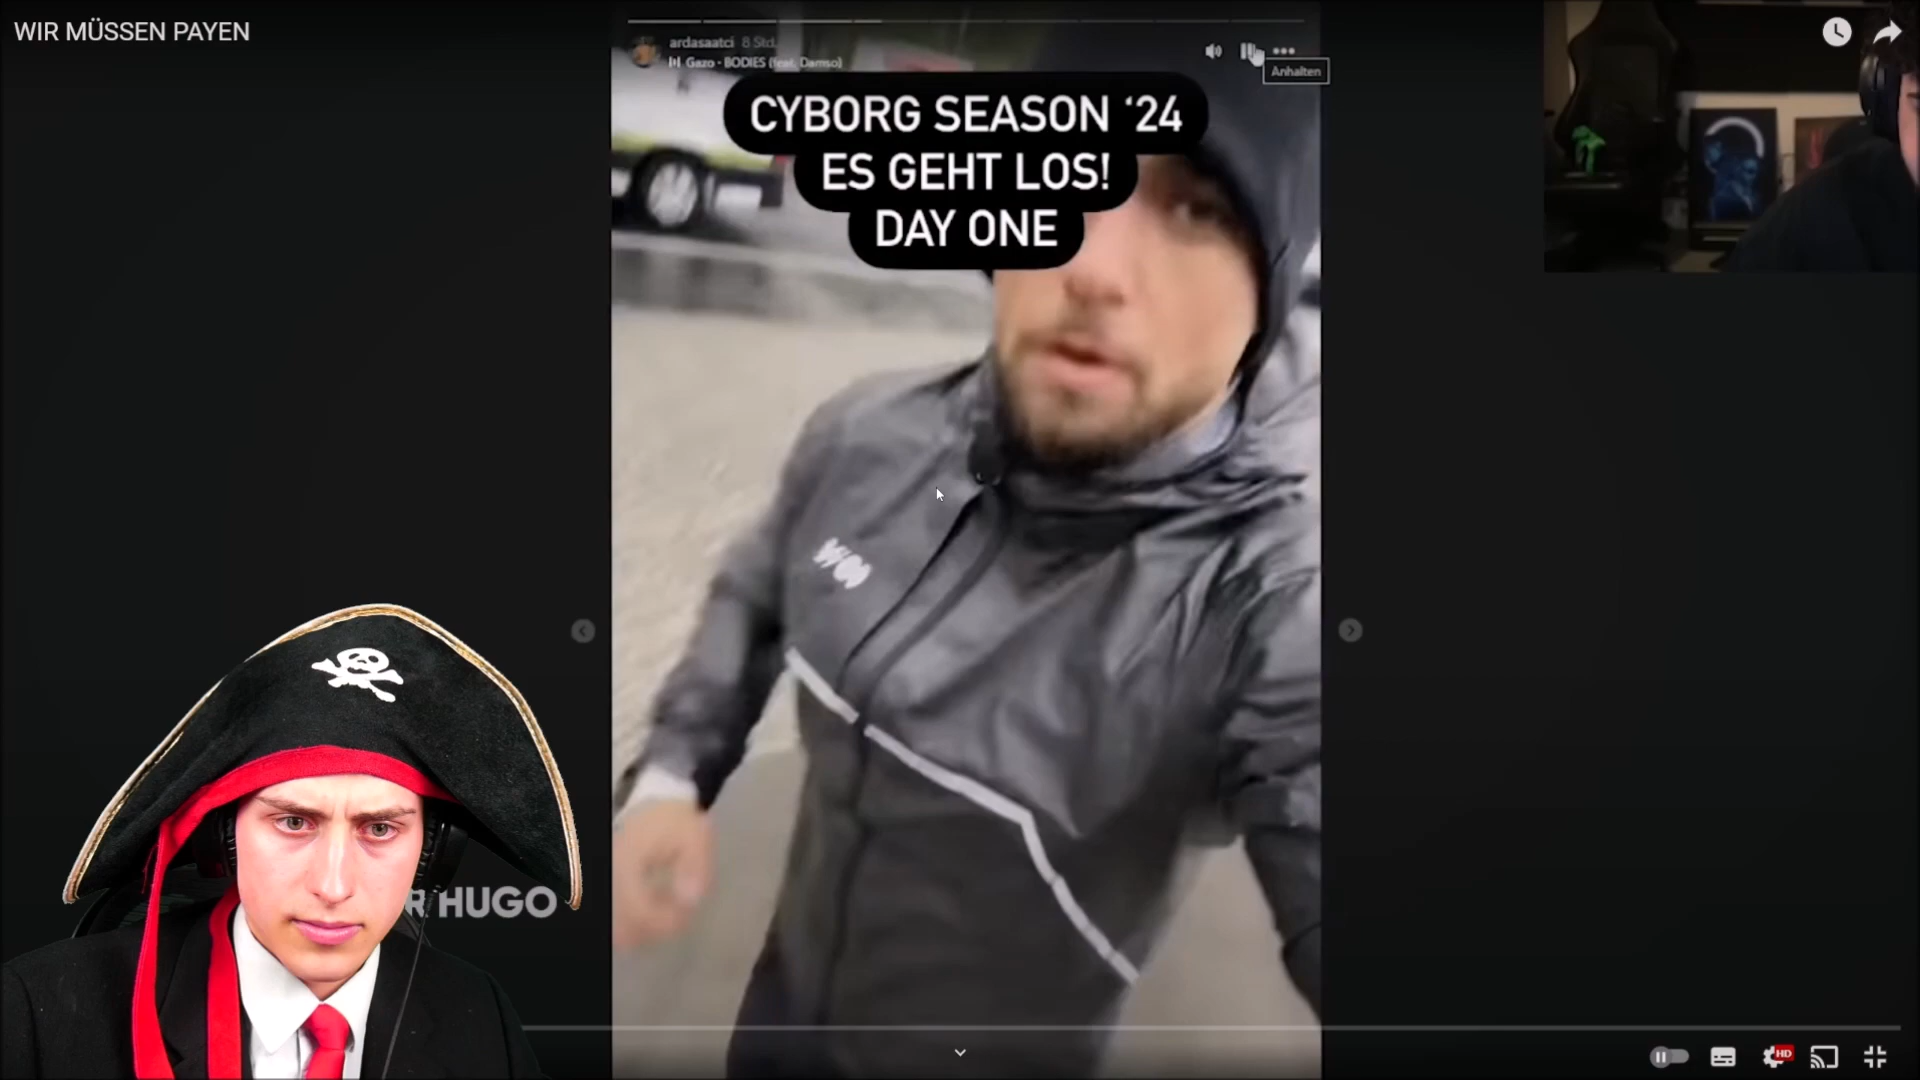 WIR MÜSSEN PAYEN
ardasaatci 8 Std.
Gazo - BODIES (feat. Damso)
Anhalten
CYBORG SEASON ‘24
ES GEHT LOS!
DAY ONE
R HUGO
HD